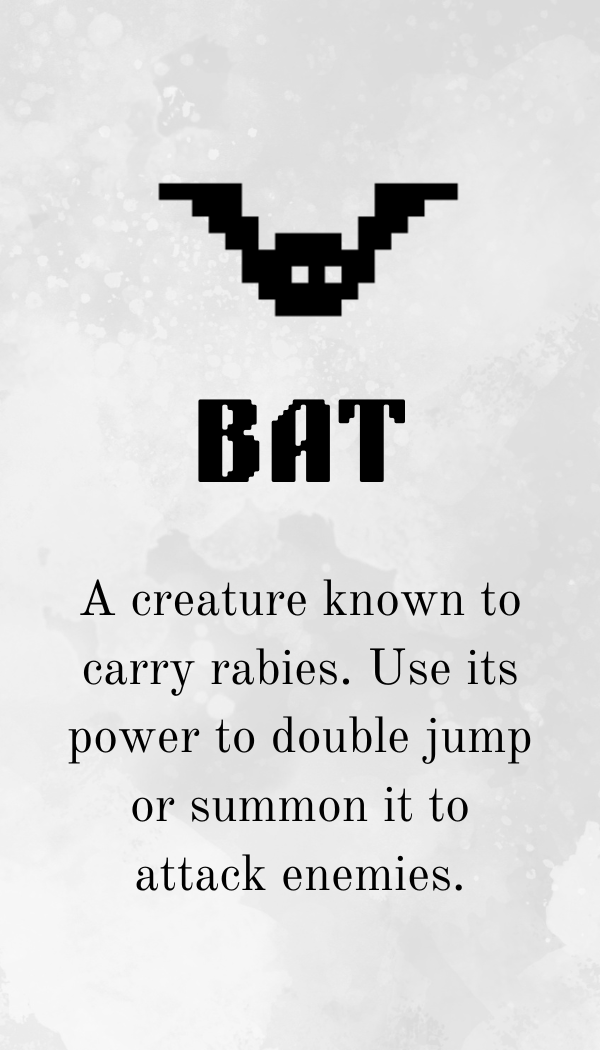 BAT
A creature known to
carry rabies. Use its
power to double jump
or summon it to
attack enemies.